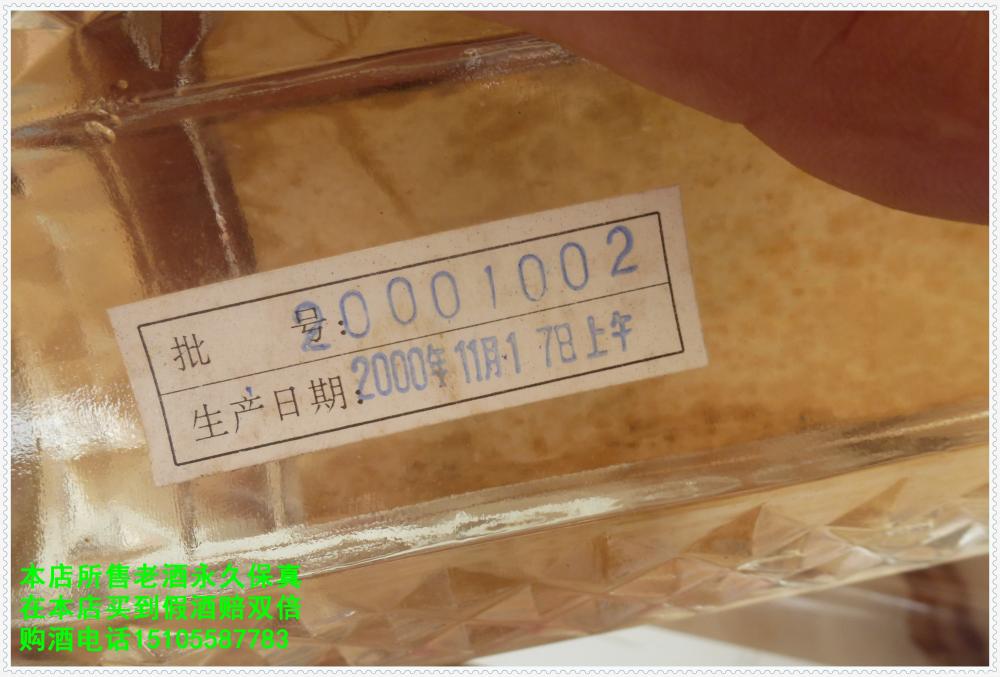 批 号:20001002
生产日期:2000年11月17日上午
本店所售老酒永久保真
在本店买到假酒赔双信
购酒电话15105587783